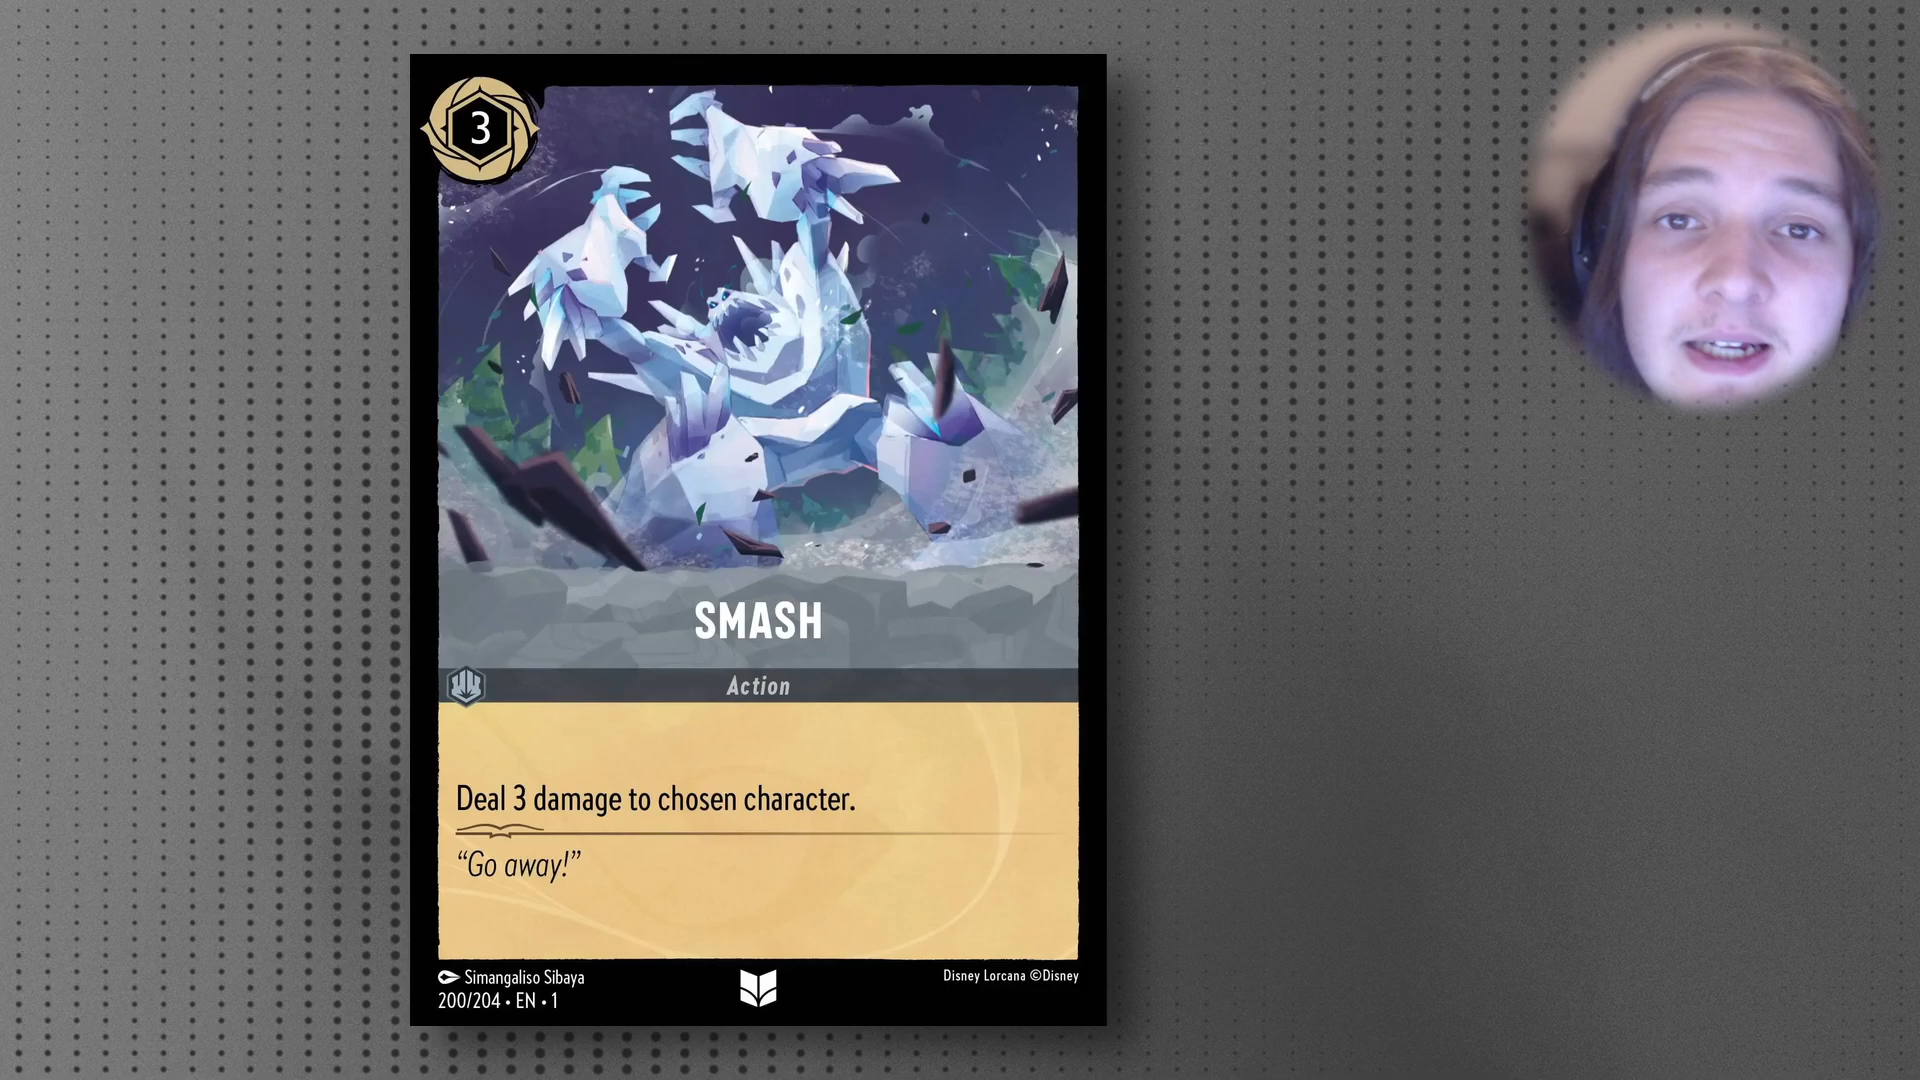 3
SMASH
Action
Deal 3 damage to chosen character.
“Go away!”
Simangaliso Sibaya
Disney Lorcana ©Disney
200/204 • EN • 1